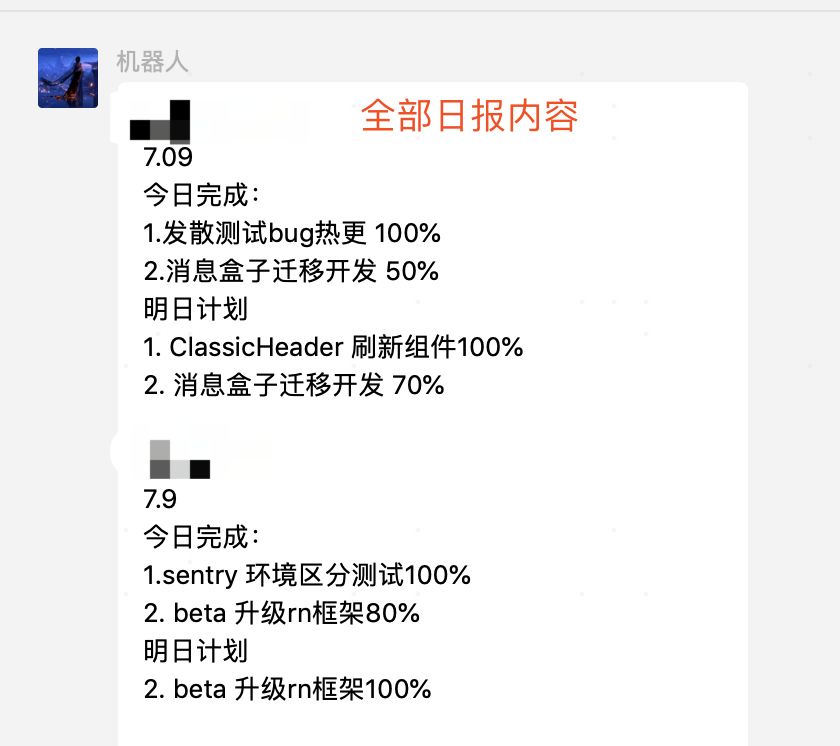 机器人
全部日报内容
7.09
今日完成：
1.发散测试bug热更 100%
2.消息盒子迁移开发 50%
明日计划
1. ClassicHeader 刷新组件100%
2. 消息盒子迁移开发 70%
7.9
今日完成：
1.sentry 环境区分测试100%
2. beta 升级rn框架80%
明日计划
2. beta 升级rn框架100%